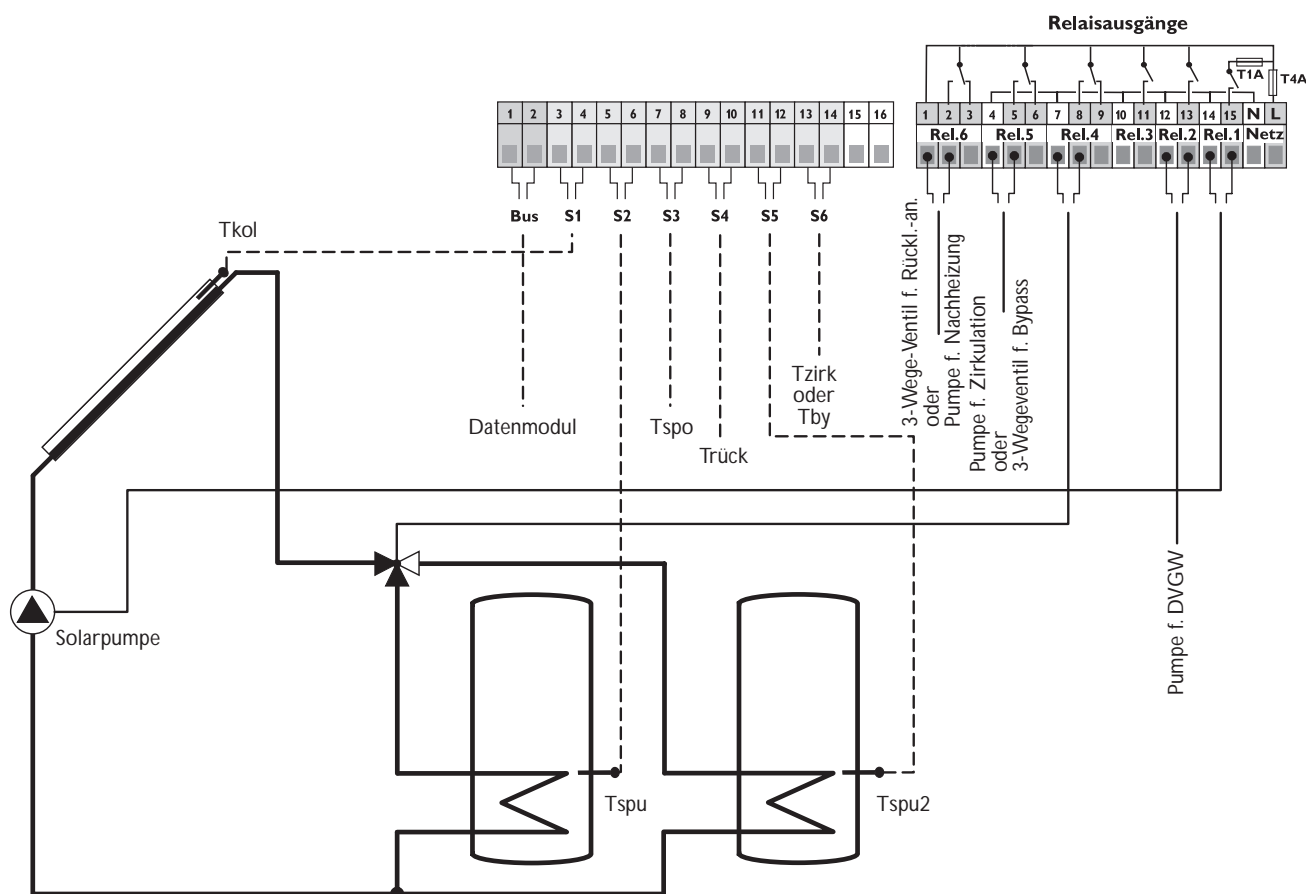 Relaisausgänge
T1A
T4A
1 2 3 4 5 6 7 8 9 10 11 12 13 14 15 16
1 2 3 4 5 6 7 8 9 10 11 12 13 14 15 N L
Rel.6 Rel.5 Rel.4 Rel.3 Rel.2 Rel.1 Netz
Bus S1 S2 S3 S4 S5 S6
Tkol
Datenmodul
Tspo
Trück
Tzirk
oder
Tby
3-Wege-Ventil f. Rückl.-an.
oder
Pumpe f. Nachheizung
Pumpe f. Zirkulation
oder
3-Wegeventil f. Bypass
Pumpe f. DVGW
Solarpumpe
Tspu
Tspu2